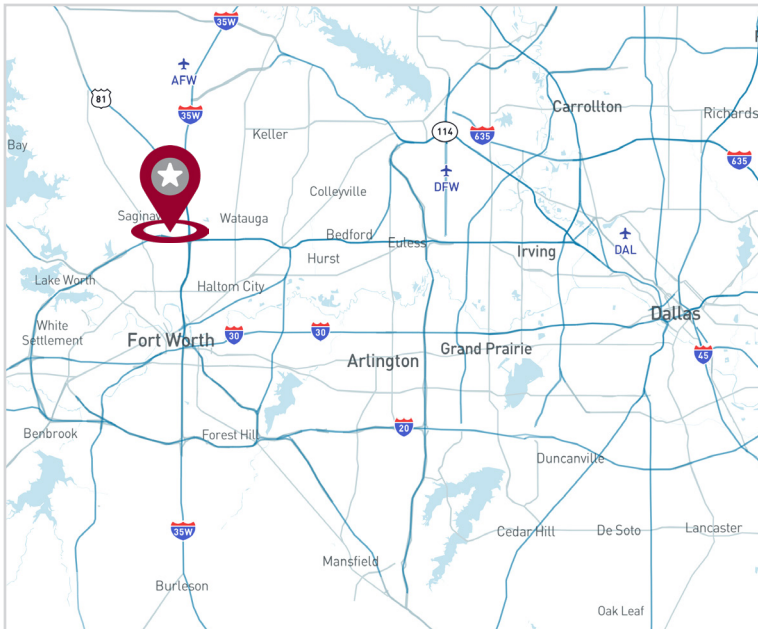 35W
AFW
81
35W
Carrollton
Richards
Keller
114
635
635
Bay
DFW
Colleyville
Saginaw
Watauga
Bedford
Euless
DAL
Irving
Hurst
Lake Worth
Haltom City
White
Settlement
Dallas
Fort Worth
30
30
Grand Prairie
45
Arlington
20
Benbrook
Forest Hill
Duncanville
35W
Cedar Hill
De Soto
Lancaster
Mansfield
Burleson
Oak Leaf